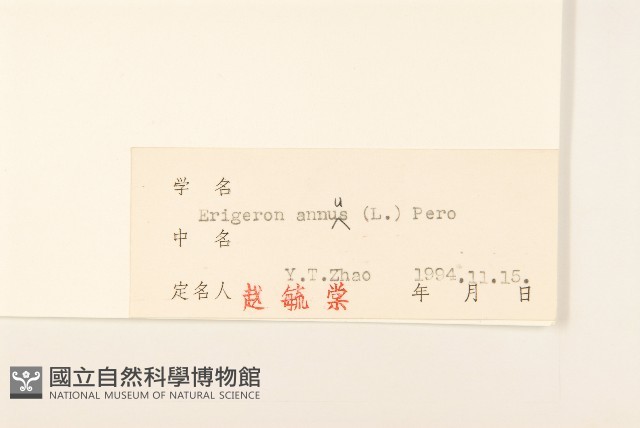 学 名
u
Erigeron annus (L.) Pero
中 名
Y.T.Zhao 1994.11.15.
定名人 赵毓棠 年 月 日
國立自然科學博物館
NATIONAL MUSEUM OF NATURAL SCIENCE